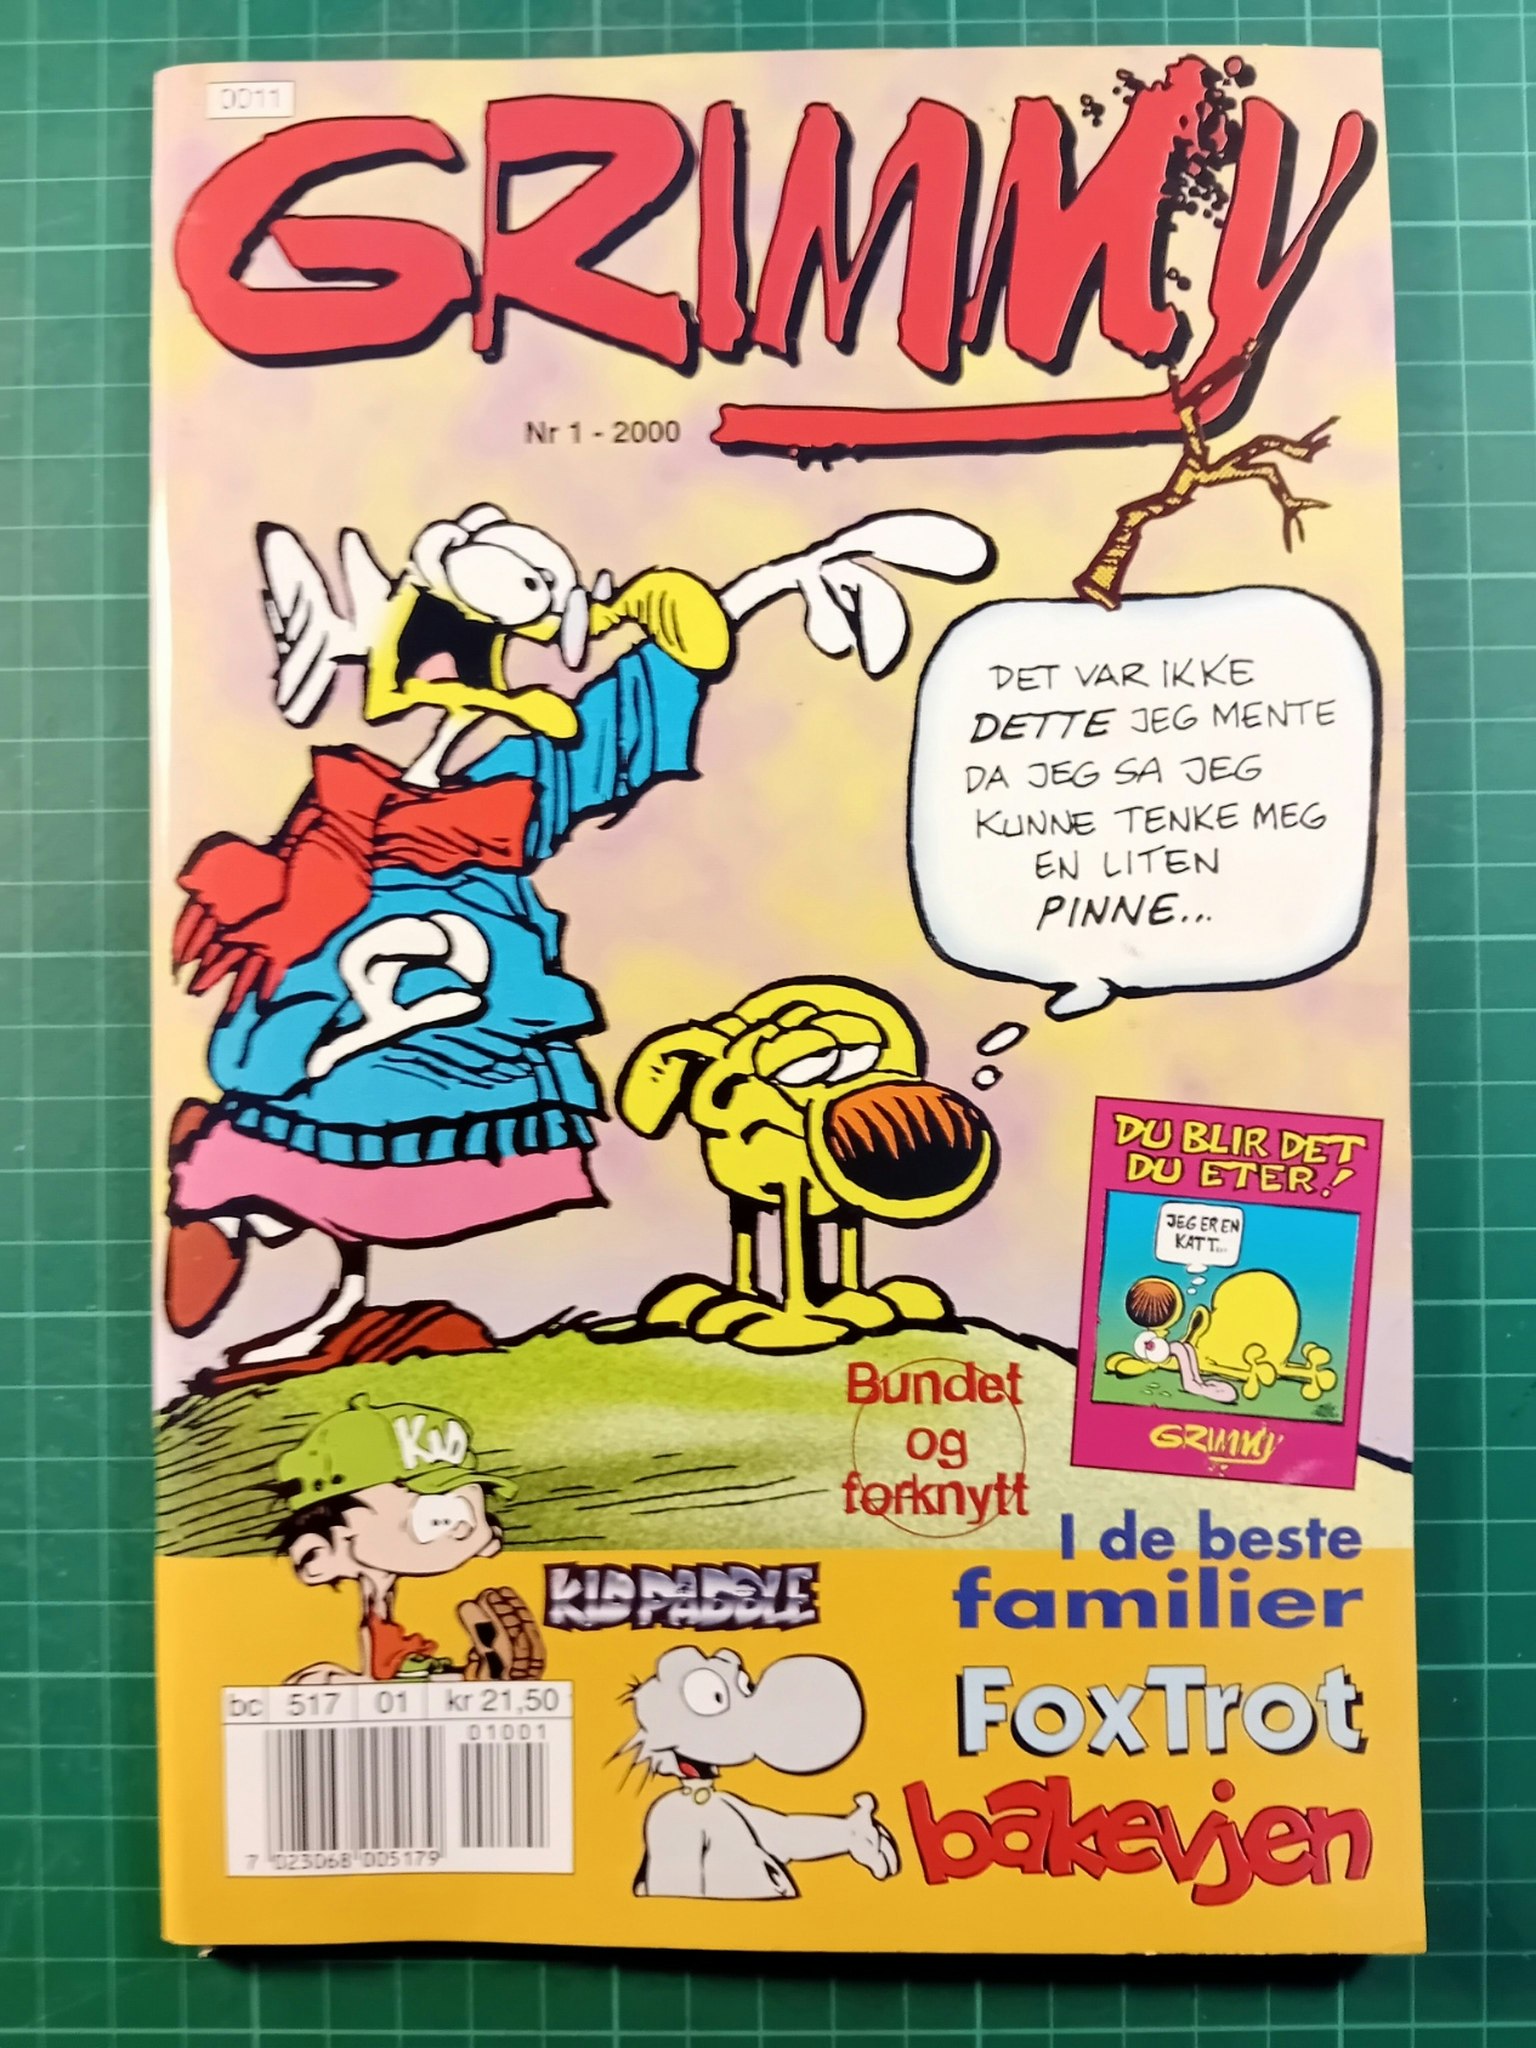 0011
GRIMMY
Nr 1 - 2000
DET VAR IKKE
DETTE JEG MENTE
DA JEG SA JEG
KUNNE TENKE MEG
EN LITEN
PINNE...
DU BLIR DET
DU ETER!
JEG ER EN
KATT...
GRIMMY
Bundet
og
førknytt
KID
KID PADDLE
I de beste
familier
FoxTrot
bakevjen
bc 517 01 kr 21,50
01001
7 023068 005179